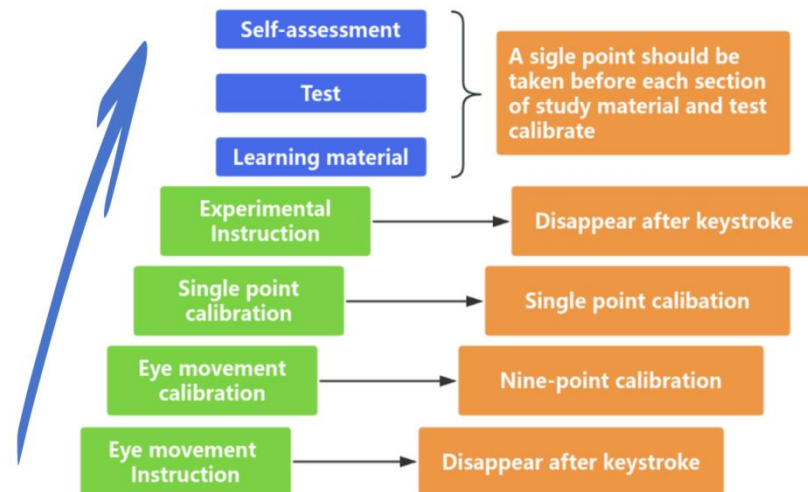 Self-assessment
A sigle point should be
taken before each section
of study material and test
calibrate
Test
Learning material
Experimental
Instruction
Disappear after keystroke
Single point
calibration
Single point calibation
Eye movement
calibration
Nine-point calibration
Eye movement
Instruction
Disappear after keystroke